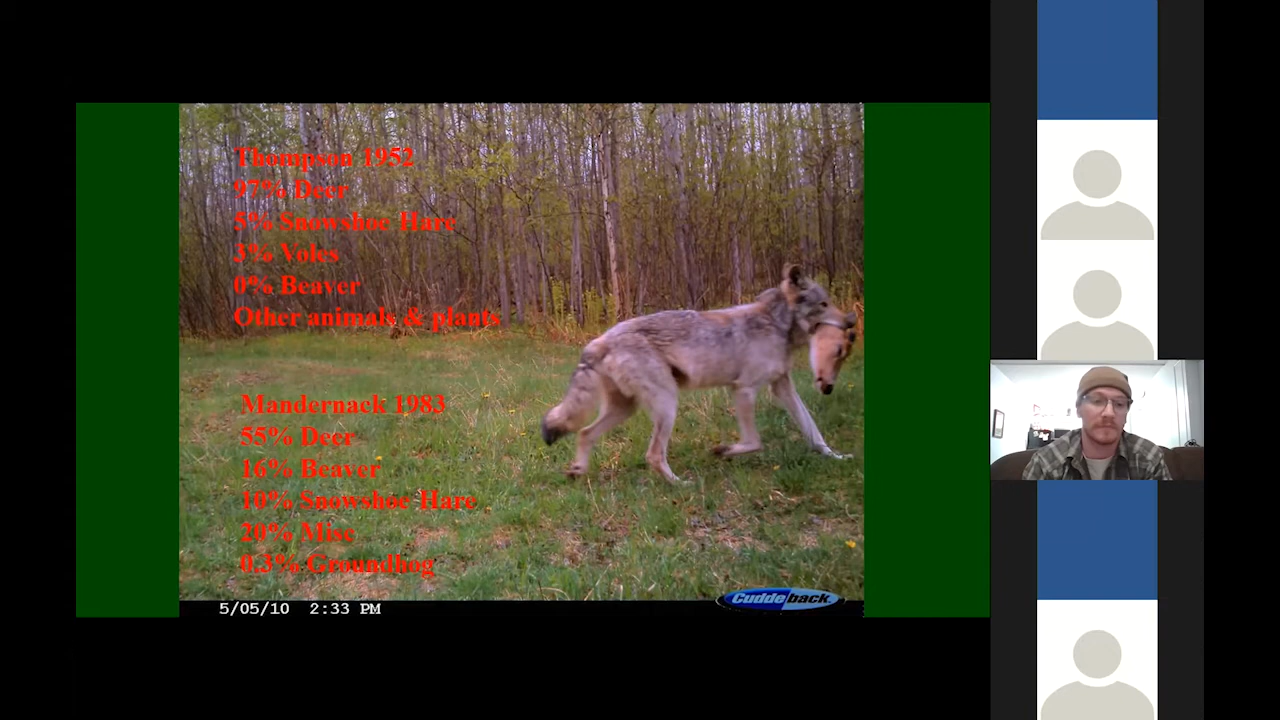 Thompson 1952
97% Deer
5% Snowshoe Hare
3% Voles
0% Beaver
Other animals & plants
Mandernack 1983
55% Deer
16% Beaver
10% Snowshoe Hare
20% Misc
0.3% Groundhog
5/05/10 2:33 PM
Cuddeback